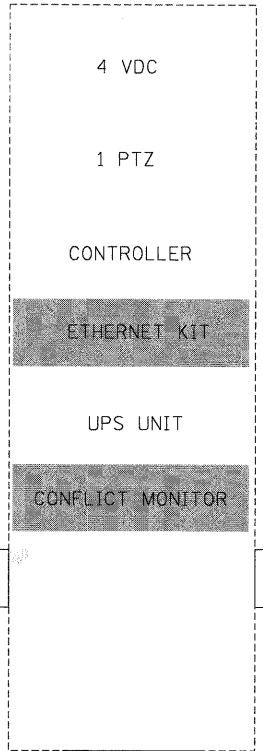 4 VDC
1 PTZ
CONTROLLER
ETHERNET KIT
UPS UNIT
CONFLICT MONITOR